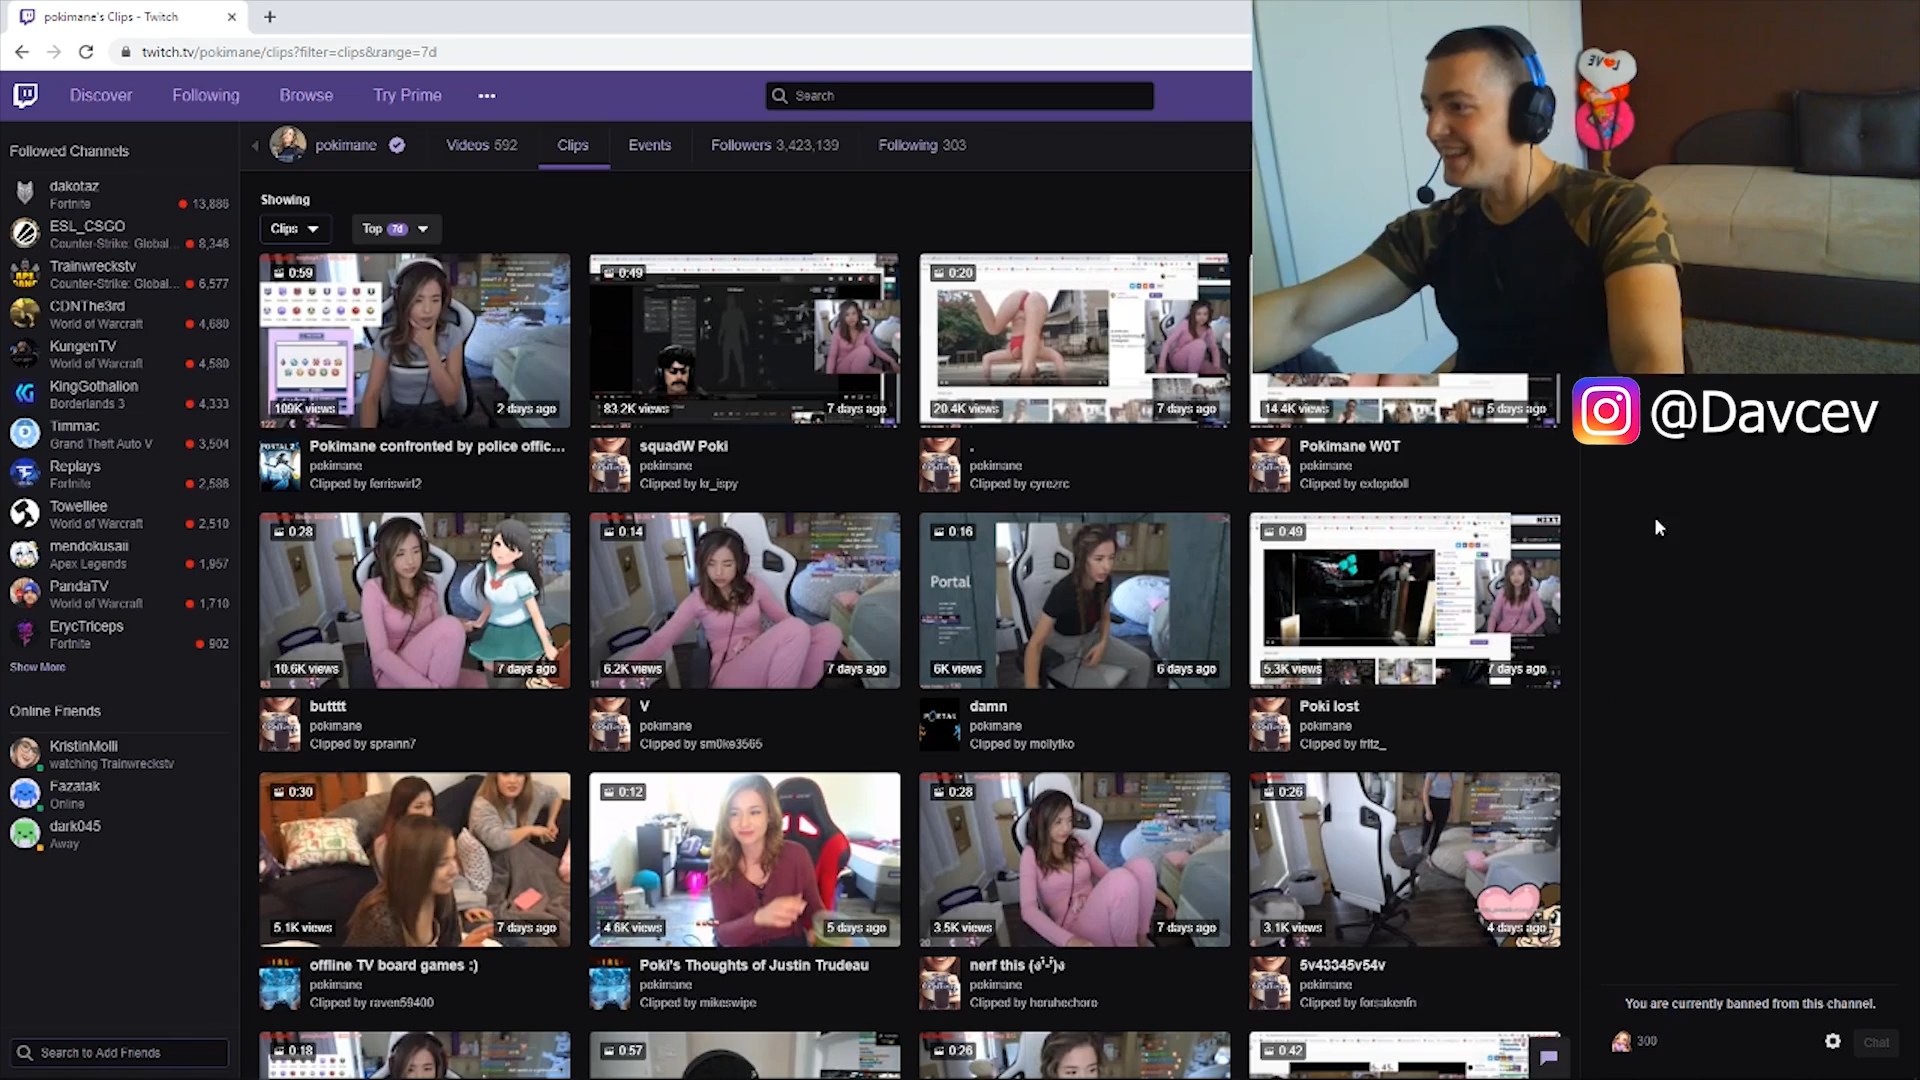 pokimane's Clips - Twitch
twitch.tv/pokimane/clips?filter=clips&range=7d
Discover
Following
Browse
Try Prime
Search
pokimane
Videos 592
Clips
Events
Followers 3,423,139
Following 303
Followed Channels
dakotaz
Fortnite
13,886
ESL_CSGO
Counter-Strike: Global...
8,346
Trainwreckstv
Counter-Strike: Global...
6,577
CDNThe3rd
World of Warcraft
4,680
KungenTV
World of Warcraft
4,580
KingGothalion
Borderlands 3
4,333
Timmac
Grand Theft Auto V
3,504
Replays
Fortnite
2,586
Towelliee
World of Warcraft
2,510
mendokusaii
Apex Legends
1,957
PandaTV
World of Warcraft
1,710
ErycTriceps
Fortnite
902
Show More
Online Friends
KristinMolli
watching Trainwreckstv
Fazatak
Online
dark045
Away
Search to Add Friends
Showing
Clips
Top 7d
0:59
109K views
2 days ago
Pokimane confronted by police offic...
pokimane
Clipped by ferriswirl2
0:49
83.2K views
7 days ago
squadW Poki
pokimane
Clipped by kr_ispy
0:20
20.4K views
7 days ago
.
pokimane
Clipped by cyrezrc
14.4K views
5 days ago
Pokimane W0T
pokimane
Clipped by extopdoll
0:28
10.6K views
7 days ago
butttt
pokimane
Clipped by sprainn7
0:14
6.2K views
7 days ago
V
pokimane
Clipped by sm0ke3565
0:16
Portal
6K views
6 days ago
damn
pokimane
Clipped by mollytko
0:49
5.3K views
7 days ago
Poki lost
pokimane
Clipped by fritz_
0:30
5.1K views
7 days ago
offline TV board games :)
pokimane
Clipped by raven59400
0:12
4.6K views
5 days ago
Poki's Thoughts of Justin Trudeau
pokimane
Clipped by mikeswipe
0:28
3.5K views
7 days ago
nerf this
pokimane
Clipped by horuhechoro
0:26
3.1K views
4 days ago
5v43345v54v
pokimane
Clipped by forsakenfn
0:18
0:57
0:26
0:42
LOVE
@Davcev
You are currently banned from this channel.
300
Chat